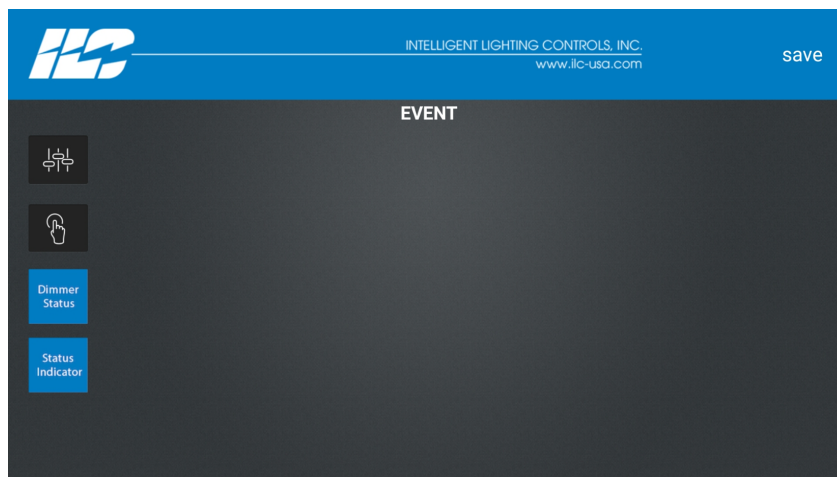 ILC
INTELLIGENT LIGHTING CONTROLS, INC.
www.ilc-usa.com
save
EVENT
Dimmer
Status
Status
Indicator